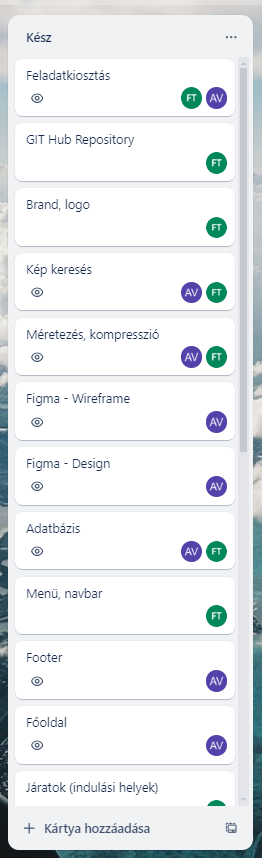 Kész
Feladatkiosztás
FT AV
GIT Hub Repository
FT
Brand, logo
FT
Kép keresés
AV FT
Méretezés, kompresszió
AV FT
Figma - Wireframe
AV
Figma - Design
AV
Adatbázis
AV FT
Menü, navbar
FT
Footer
AV
Főoldal
AV
Járatok (indulási helyek)
Kártya hozzáadása